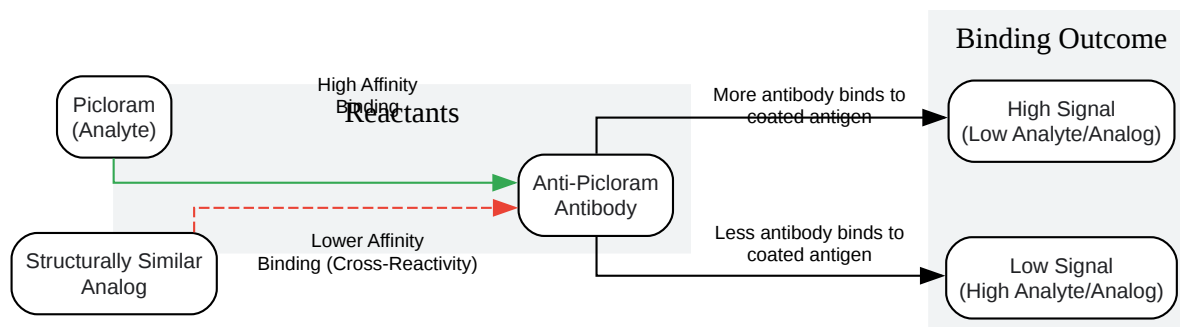 Binding Outcome
High Affinity
Binding
Reactants
Picloram
(Analyte)
More antibody binds to
coated antigen
High Signal
(Low Analyte/Analog)
Anti-Picloram
Antibody
Lower Affinity
Binding (Cross-Reactivity)
Structurally Similar
Analog
Less antibody binds to
coated antigen
Low Signal
(High Analyte/Analog)